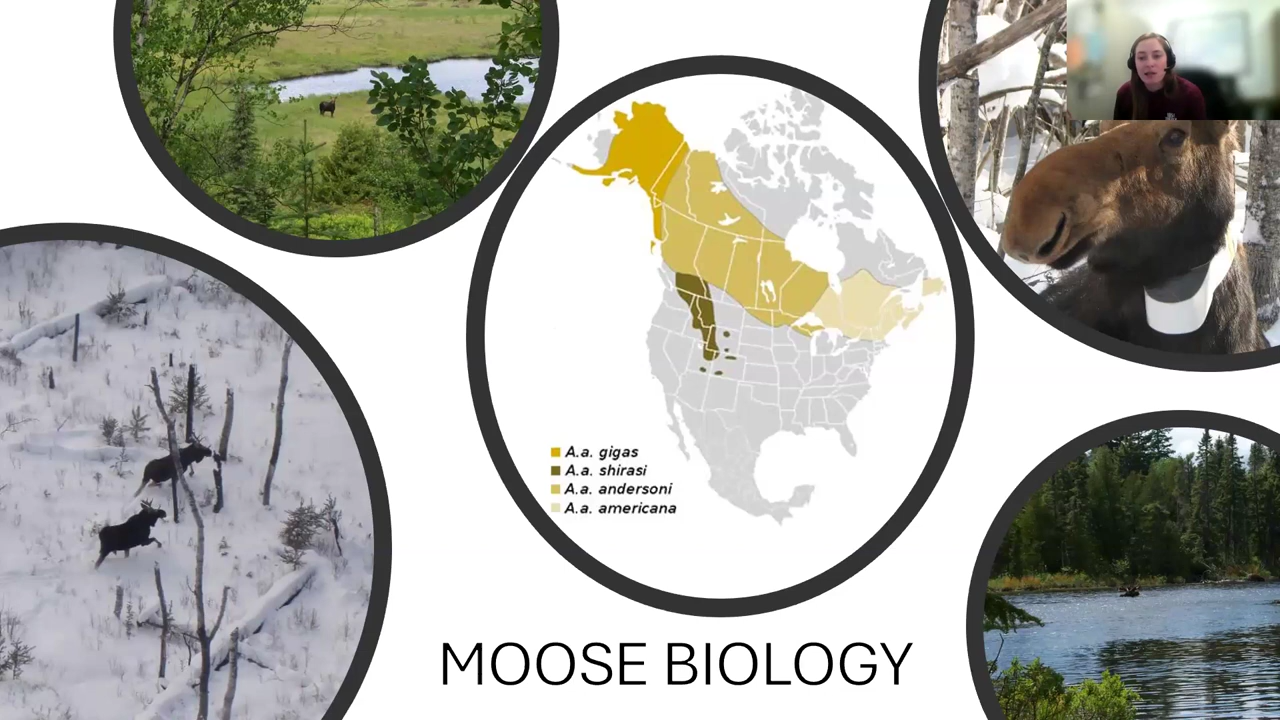 A.a. gigas
A.a. shirasi
A.a. andersoni
A.a. americana
MOOSE BIOLOGY